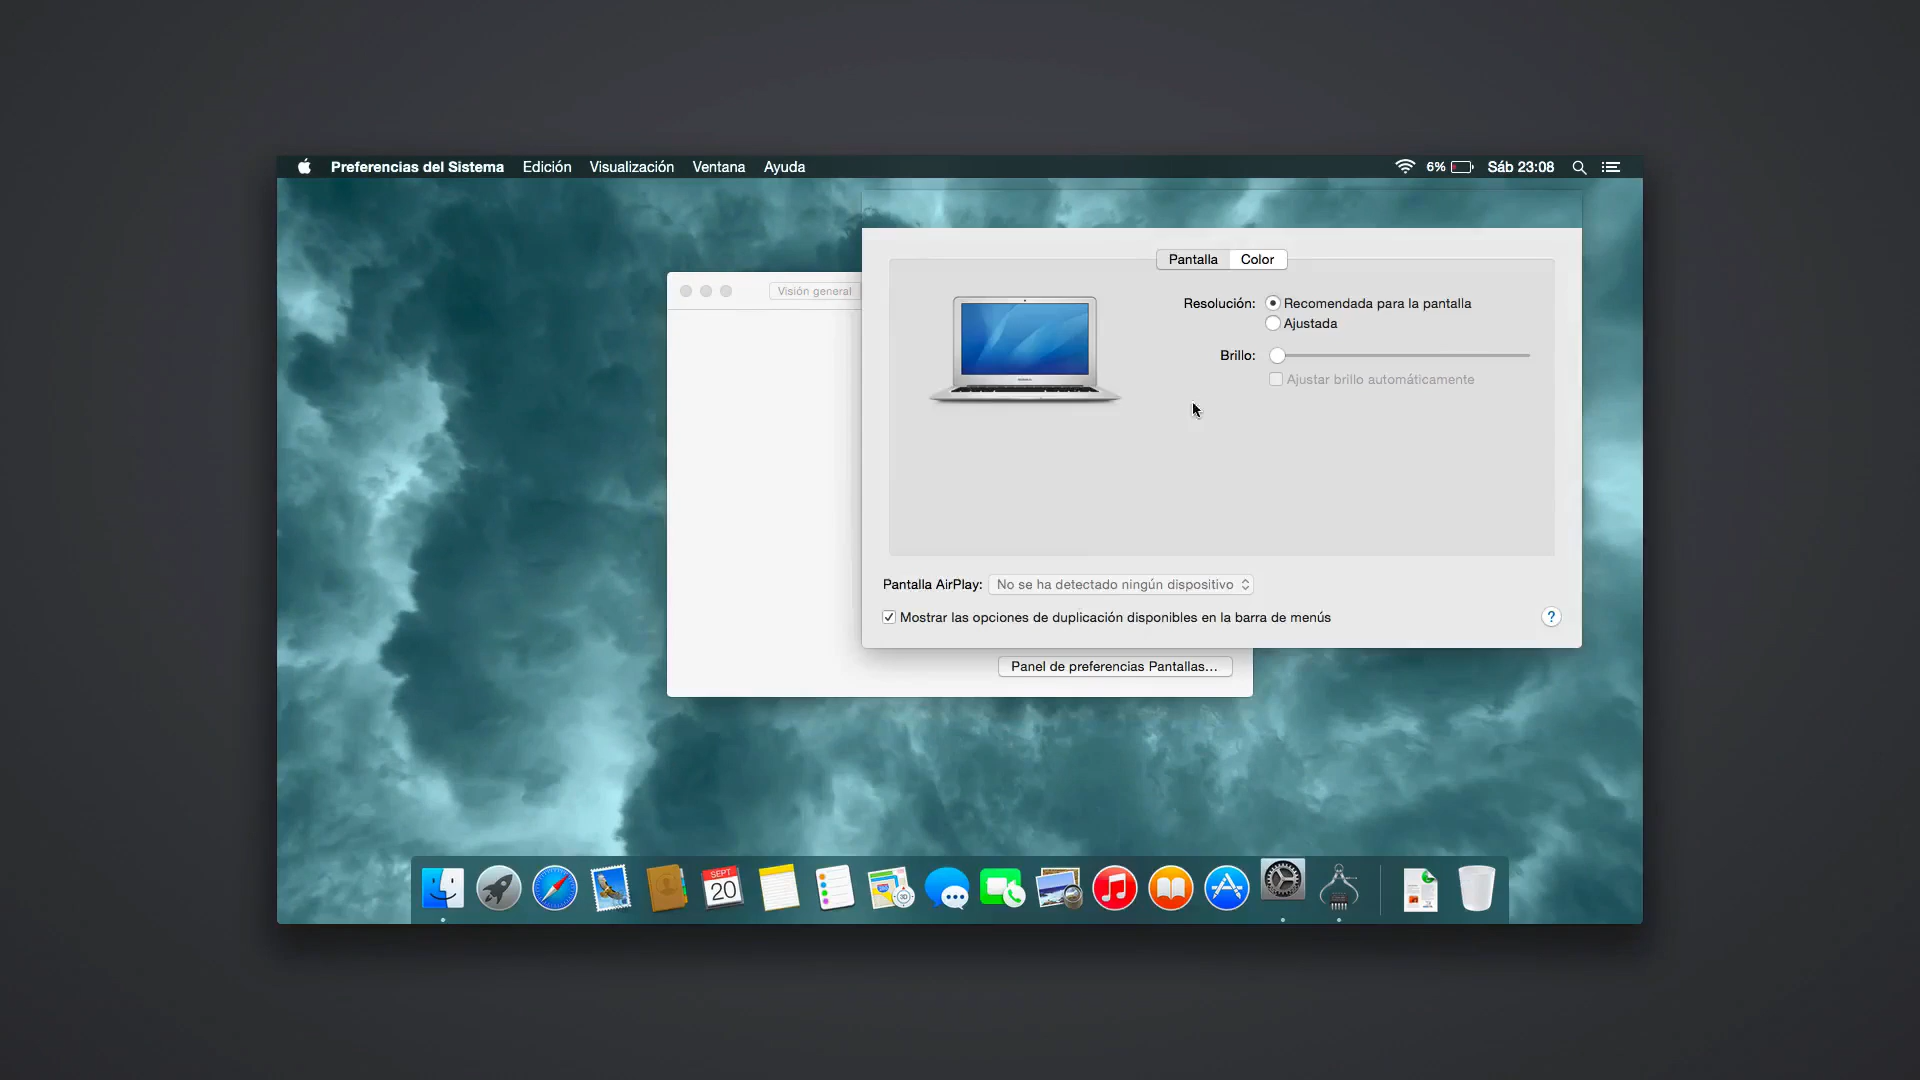 Preferencias del Sistema Edición Visualización Ventana Ayuda 6% Sáb 23:08
Pantalla Color
Visión general
Resolución: Recomendada para la pantalla
Ajustada
Brillo:
Ajustar brillo automáticamente
Pantalla AirPlay: No se ha detectado ningún dispositivo
Mostrar las opciones de duplicación disponibles en la barra de menús
?
Panel de preferencias Pantallas...
SEPT
20
3D